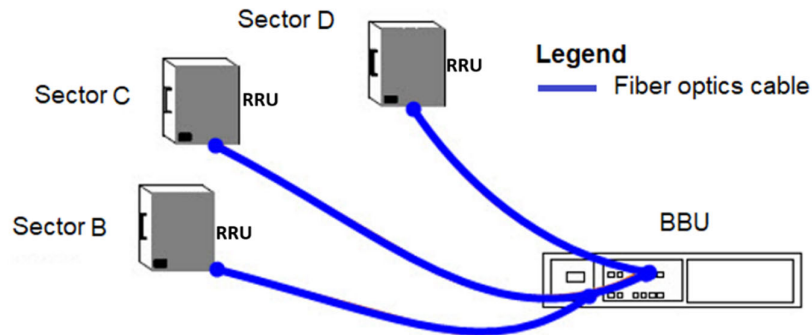 Sector D
RRU
Legend
Fiber optics cable
Sector C
RRU
Sector B
RRU
BBU